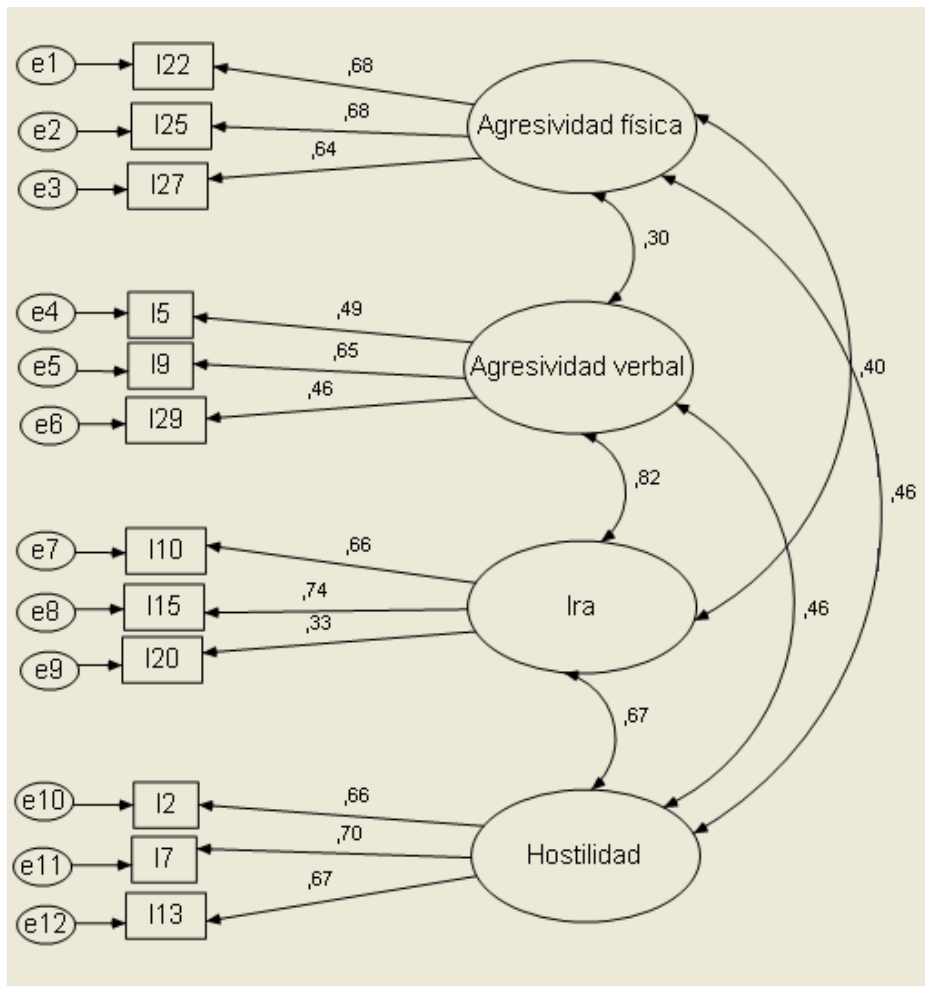 e1
I22
,68
Agresividad física
e2
I25
,68
e3
I27
,64
,30
e4
I5
,49
e5
I9
,65
Agresividad verbal
,40
e6
I29
,46
,82
,46
e7
I10
,66
e8
I15
,74
Ira
,46
e9
I20
,33
,67
e10
I2
,66
e11
I7
,70
Hostilidad
e12
I13
,67